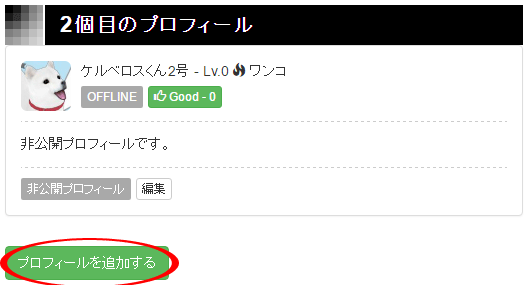 2個目のプロフィール
ケルベロスくん2号 - Lv.0 ワンコ
OFFLINE Good - 0
非公開プロフィールです。
非公開プロフィール 編集
プロフィールを追加する